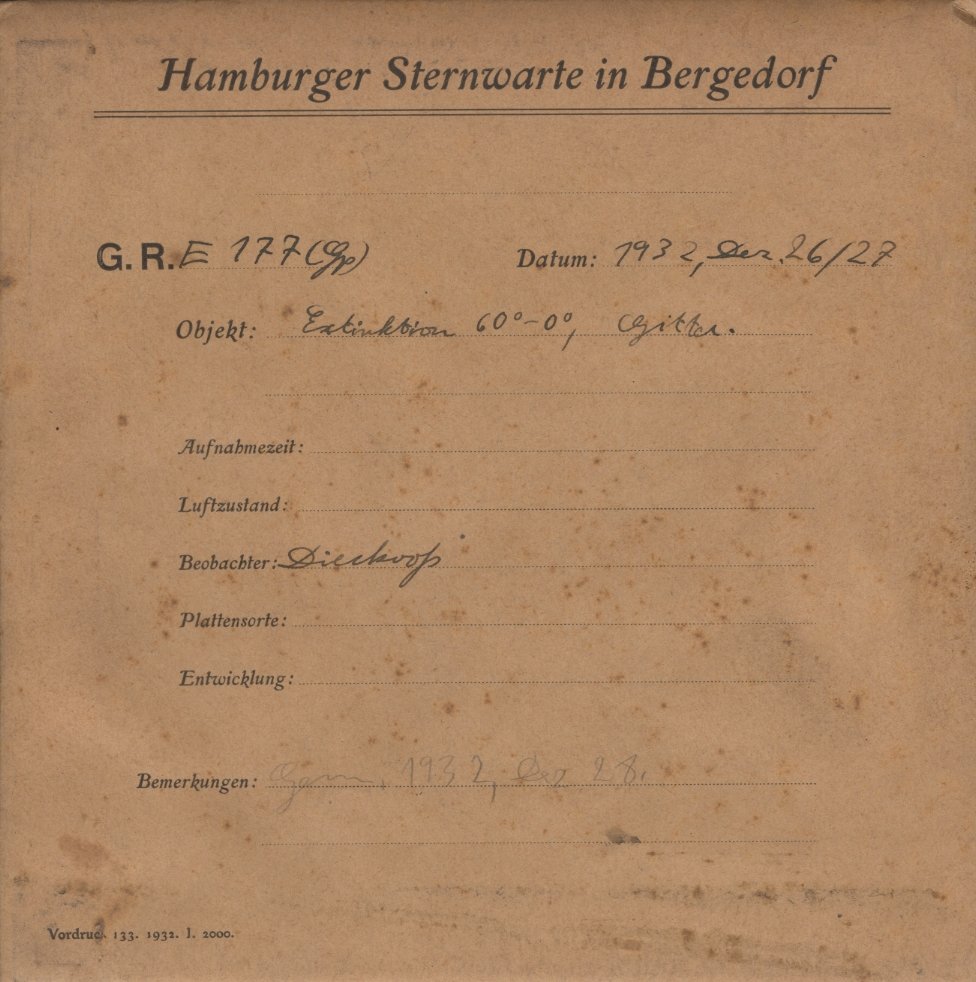 Hamburger Sternwarte in Bergedorf
G. R. E 177 (Gp) Datum: 1932, Dez. 26/27
Objekt: Extinktion 60°-0°, Gitter.
Aufnahmezeit:
Luftzustand:
Beobachter: Dieckvoß
Plattensorte:
Entwicklung:
Bemerkungen: Gem. 1932, Dez 28.
Vordruck 133. 1932. I. 2000.